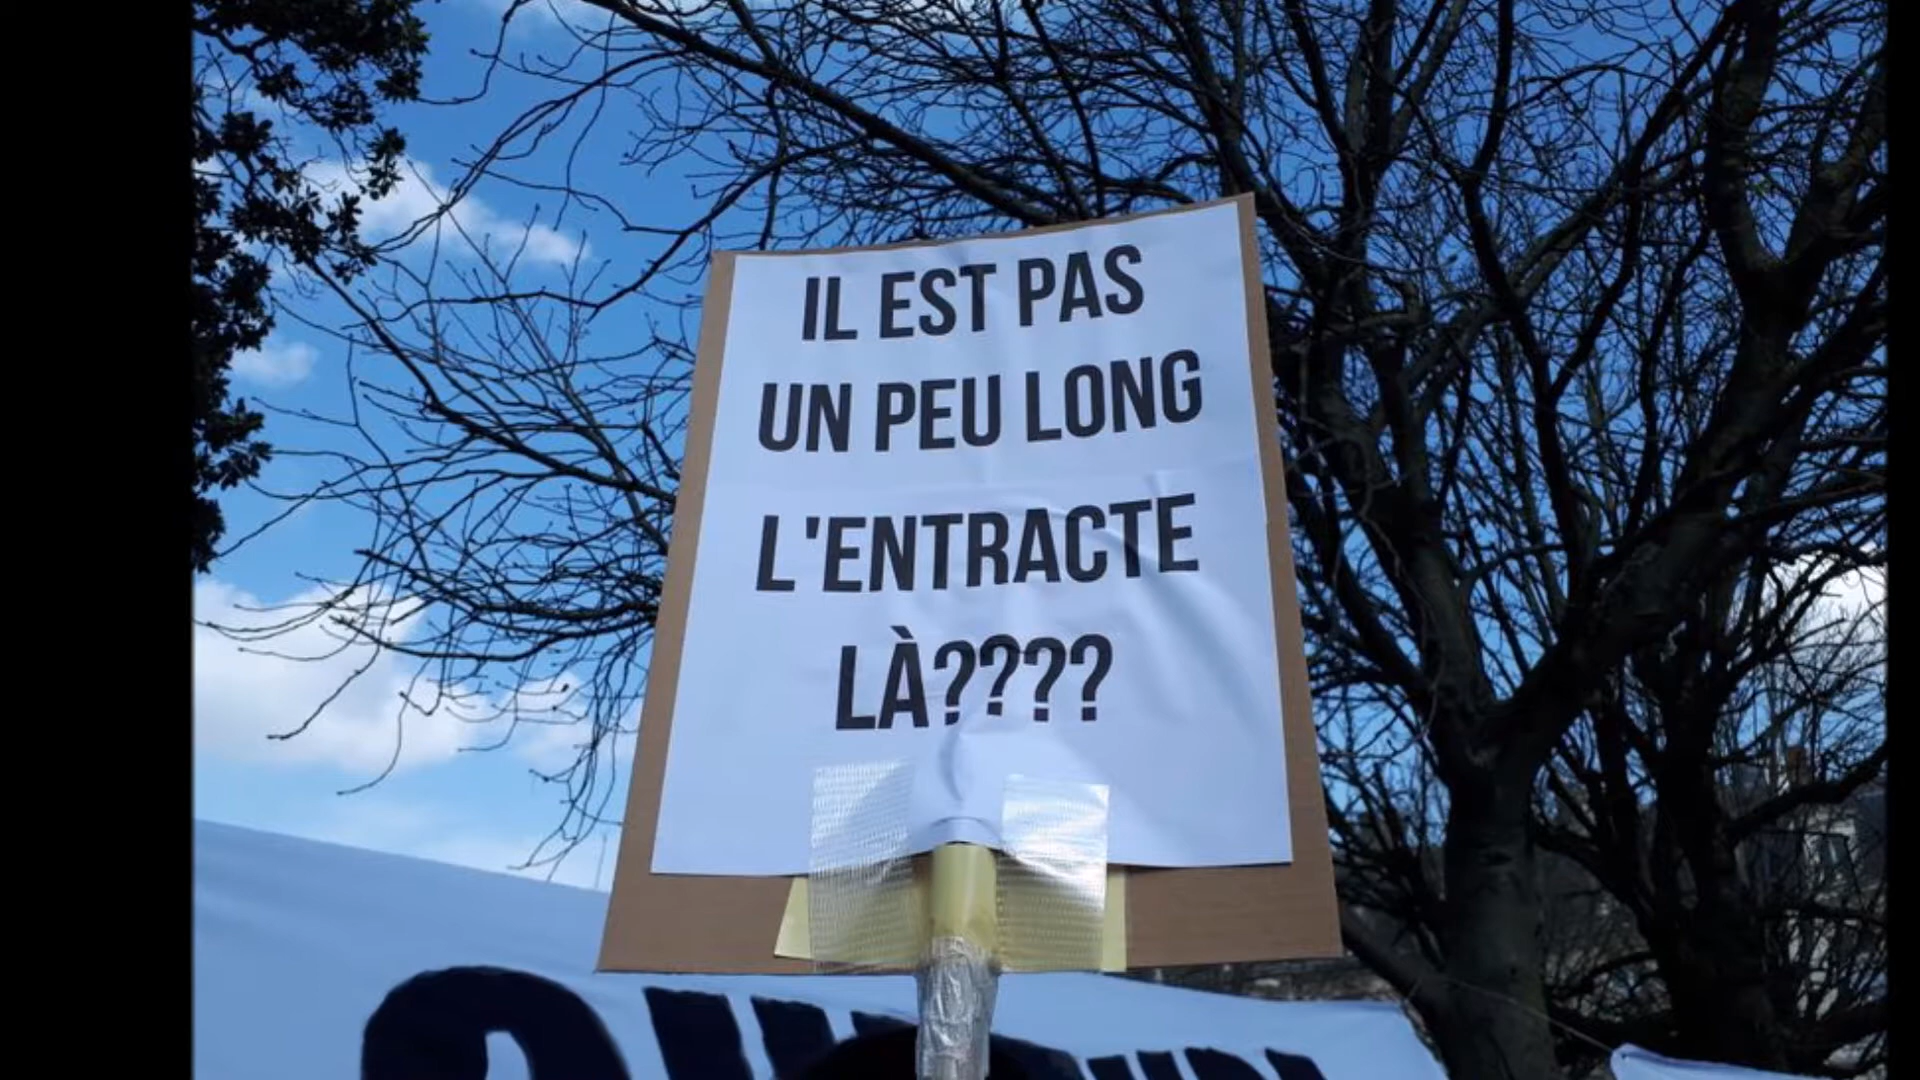 IL EST PAS
UN PEU LONG
L'ENTRACTE
LÀ????